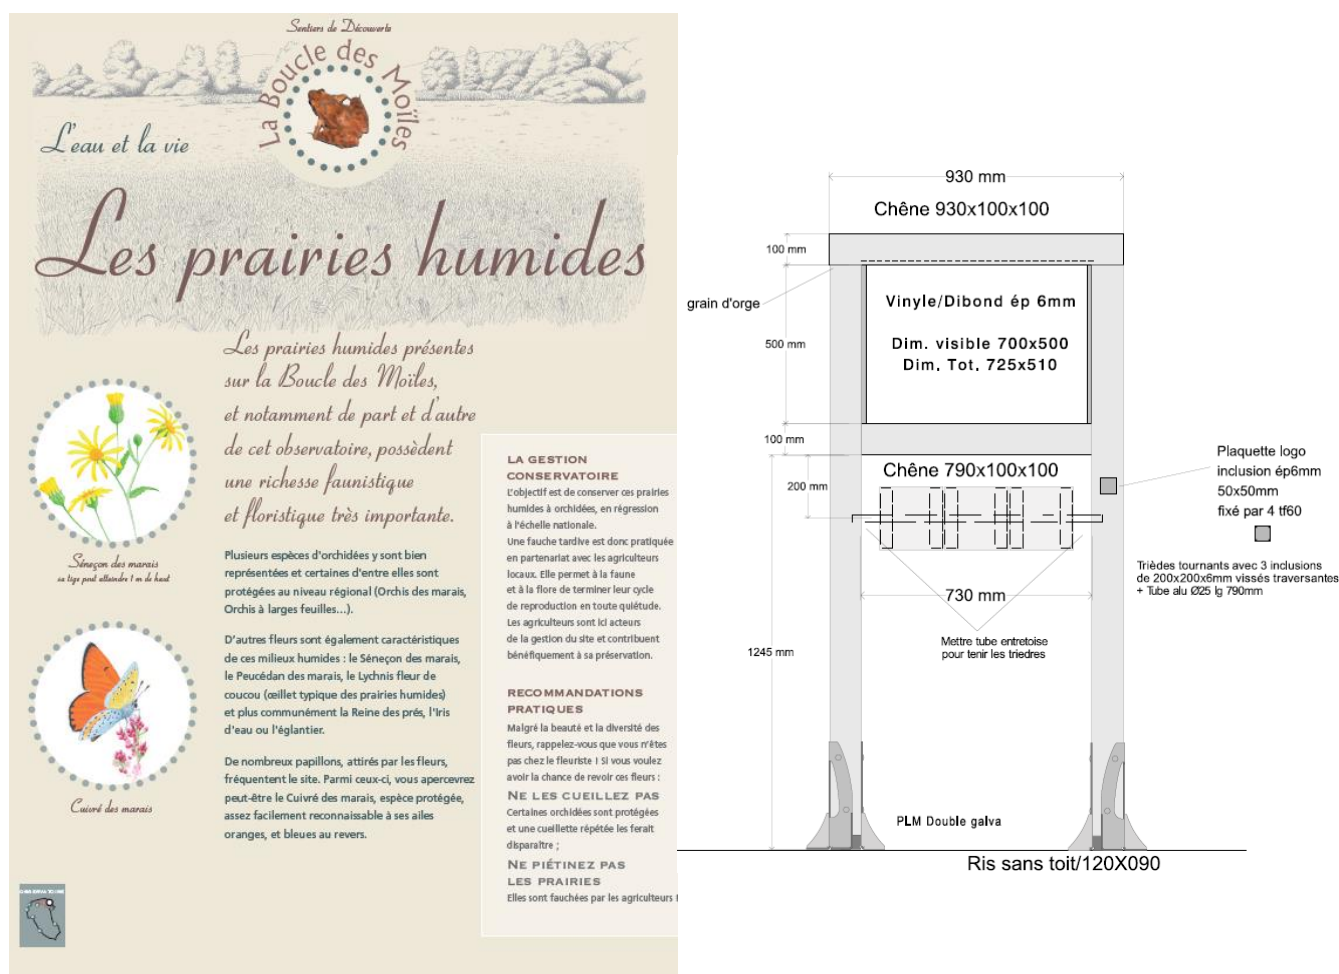 Sentiers de Découverte
La Boucle des Moïles
L'eau et la vie
Les prairies humides
Les prairies humides présentes
sur la Boucle des Moïles,
et notamment de part et d'autre
de cet observatoire, possèdent
une richesse faunistique
et floristique très importante.
Séneçon des marais
sa tige peut atteindre 1 m de haut
Plusieurs espèces d'orchidées y sont bien
représentées et certaines d'entre elles sont
protégées au niveau régional (Orchis des marais,
Orchis à larges feuilles...).
D'autres fleurs sont également caractéristiques
de ces milieux humides : le Séneçon des marais,
le Peucédan des marais, le Lychnis fleur de
coucou (œillet typique des prairies humides)
et plus communément la Reine des prés, l'Iris
d'eau ou l'églantier.
De nombreux papillons, attirés par les fleurs,
fréquentent le site. Parmi ceux-ci, vous apercevrez
peut-être le Cuivré des marais, espèce protégée,
assez facilement reconnaissable à ses ailes
oranges, et bleues au revers.
Cuivré des marais
LA GESTION
CONSERVATOIRE
L'objectif est de conserver ces prairies
humides à orchidées, en régression
à l'échelle nationale.
Une fauche tardive est donc pratiquée
en partenariat avec les agriculteurs
locaux. Elle permet à la faune
et à la flore de terminer leur cycle
de reproduction en toute quiétude.
Les agriculteurs sont ici acteurs
de la gestion du site et contribuent
bénéfiquement à sa préservation.
RECOMMANDATIONS
PRATIQUES
Malgré la beauté et la diversité des
fleurs, rappelez-vous que vous n'êtes
pas chez le fleuriste ! Si vous voulez
avoir la chance de revoir ces fleurs :
NE LES CUEILLEZ PAS
Certaines orchidées sont protégées
et une cueillette répétée les ferait
disparaître ;
NE PIÉTINEZ PAS
LES PRAIRIES
Elles sont fauchées par les agriculteurs !
930 mm
Chêne 930x100x100
100 mm
grain d'orge
Vinyle/Dibond ép 6mm
500 mm
Dim. visible 700x500
Dim. Tot. 725x510
100 mm
Chêne 790x100x100
200 mm
Plaquette logo
inclusion ép6mm
50x50mm
fixé par 4 tf60
Trièdes tournants avec 3 inclusions
de 200x200x6mm vissés traversantes
+ Tube alu Ø25 lg 790mm
730 mm
Mettre tube entretoise
pour tenir les triedres
1245 mm
PLM Double galva
Ris sans toit/120X090